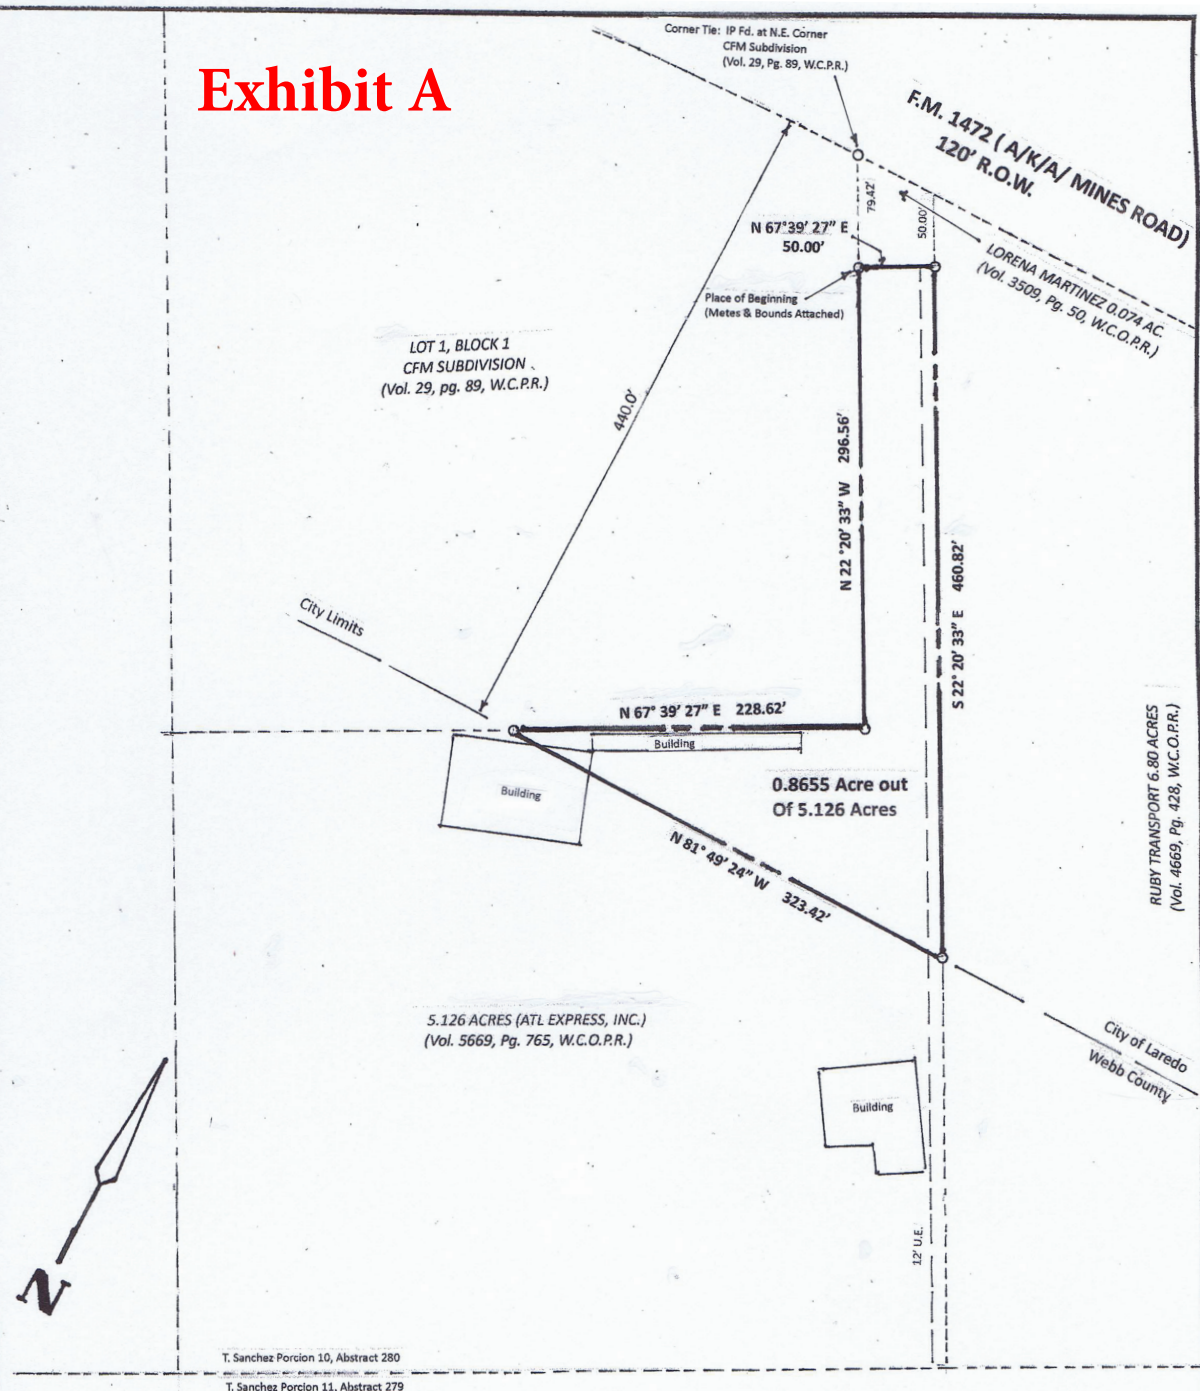 Exhibit A
Corner Tie: IP Fd. at N.E. Corner
CFM Subdivision
(Vol. 29, Pg. 89, W.C.P.R.)
F.M. 1472 ( A/K/A/ MINES ROAD)
120' R.O.W.
79.42'
50.00'
N 67°39' 27" E
50.00'
LORENA MARTINEZ 0.074 AC.
(Vol. 3509, Pg. 50, W.C.O.P.R.)
Place of Beginning
(Metes & Bounds Attached)
LOT 1, BLOCK 1
CFM SUBDIVISION
(Vol. 29, pg. 89, W.C.P.R.)
440.0'
N 22 °20' 33" W 296.56'
S 22° 20' 33" E 460.82'
City Limits
N 67° 39' 27" E 228.62'
Building
Building
0.8655 Acre out
Of 5.126 Acres
N 81° 49' 24" W 323.42'
RUBY TRANSPORT 6.80 ACRES
(Vol. 4669, Pg. 428, W.C.O.P.R.)
5.126 ACRES (ATL EXPRESS, INC.)
(Vol. 5669, Pg. 765, W.C.O.P.R.)
City of Laredo
Webb County
Building
12' U.E.
N
T. Sanchez Porcion 10, Abstract 280
T. Sanchez Porcion 11, Abstract 279